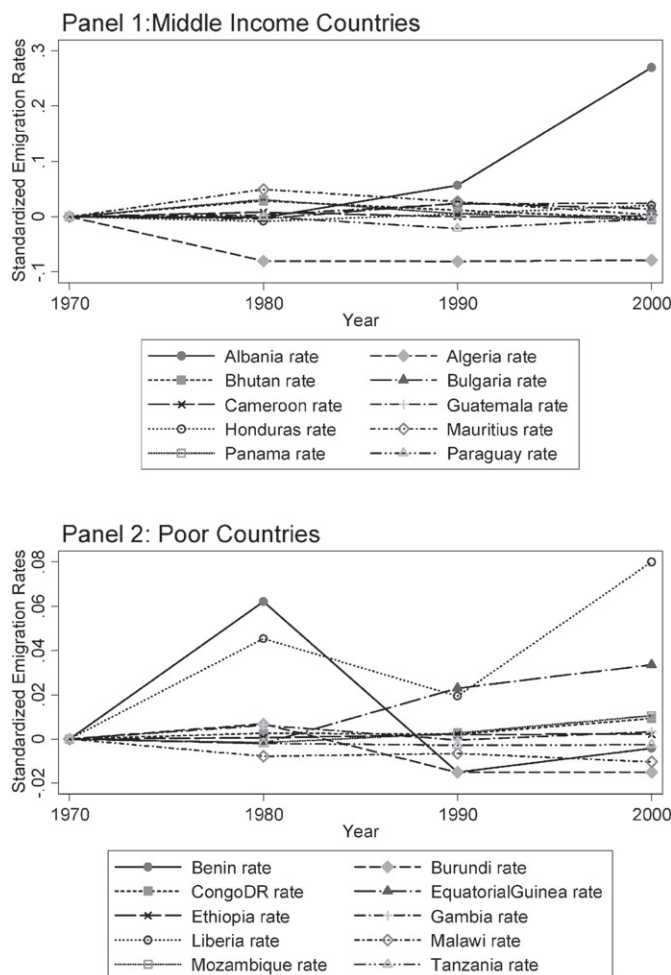 Panel 1:Middle Income Countries
Standardized Emigration Rates
.3
.2
.1
0
-.1
1970 1980 1990 2000
Year
Albania rate Algeria rate
Bhutan rate Bulgaria rate
Cameroon rate Guatemala rate
Honduras rate Mauritius rate
Panama rate Paraguay rate
Panel 2: Poor Countries
Standardized Emigration Rates
.08
.06
.04
.02
0
-.02
1970 1980 1990 2000
Year
Benin rate Burundi rate
CongoDR rate EquatorialGuinea rate
Ethiopia rate Gambia rate
Liberia rate Malawi rate
Mozambique rate Tanzania rate